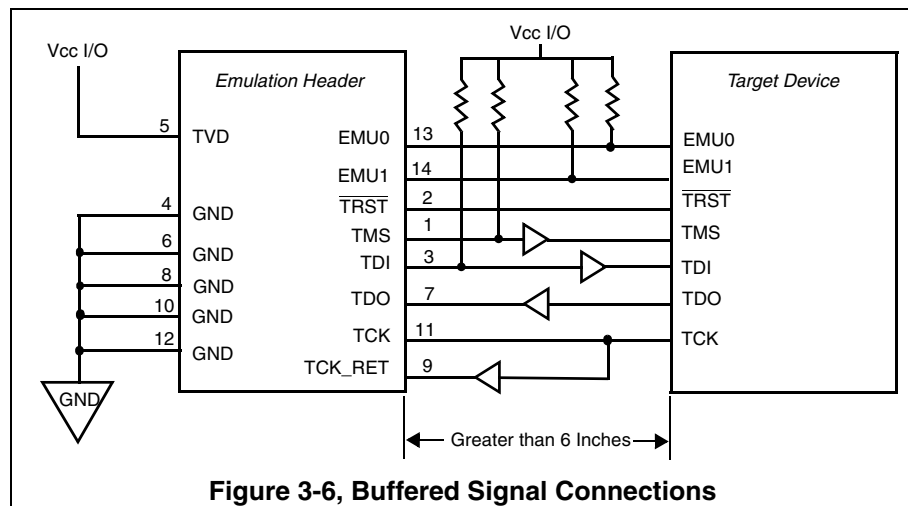 Vcc I/O
Vcc I/O
Emulation Header
Target Device
5
TVD
EMU0
13
EMU0
EMU1
14
EMU1
4
GND
TRST
2
TRST
6
GND
TMS
1
TMS
8
GND
TDI
3
TDI
10
GND
TDO
7
TDO
12
GND
TCK
11
TCK
TCK_RET
9
GND
Greater than 6 Inches
Figure 3-6, Buffered Signal Connections